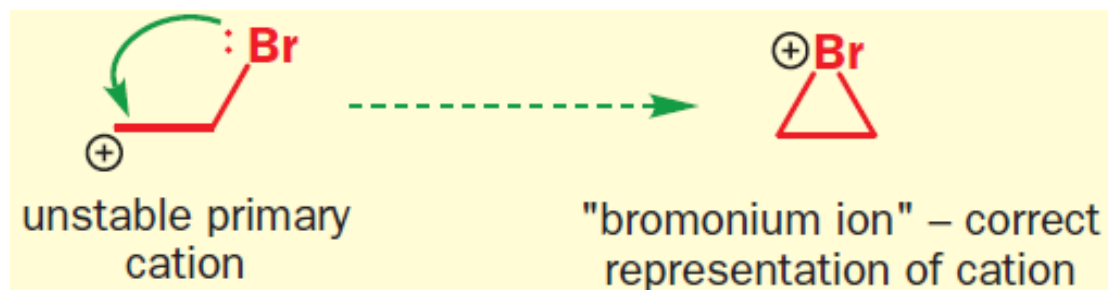 :Br
⊕
⊕Br
unstable primary
cation
"bromonium ion" – correct
representation of cation